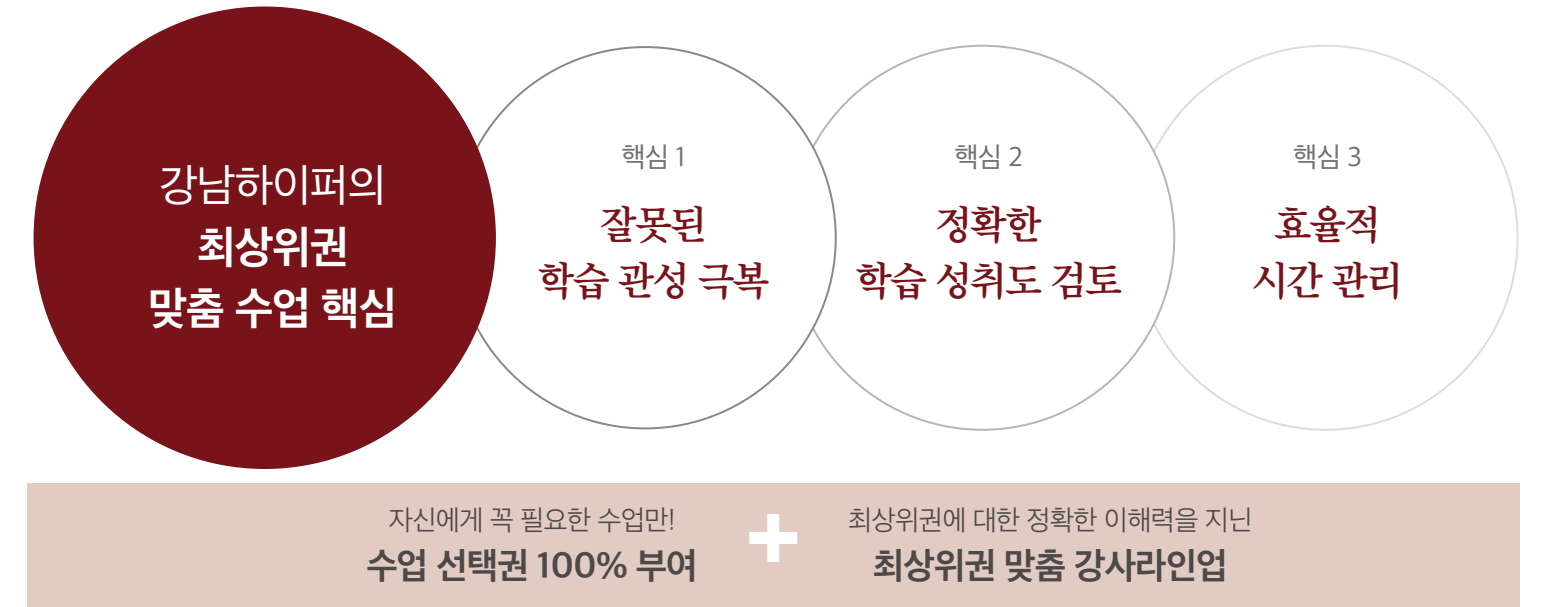 강남하이퍼의
최상위권
맞춤 수업 핵심
핵심 1
잘못된
학습 관성 극복
핵심 2
정확한
학습 성취도 검토
핵심 3
효율적
시간 관리
자신에게 꼭 필요한 수업만!
수업 선택권 100% 부여
+
최상위권에 대한 정확한 이해력을 지닌
최상위권 맞춤 강사라인업